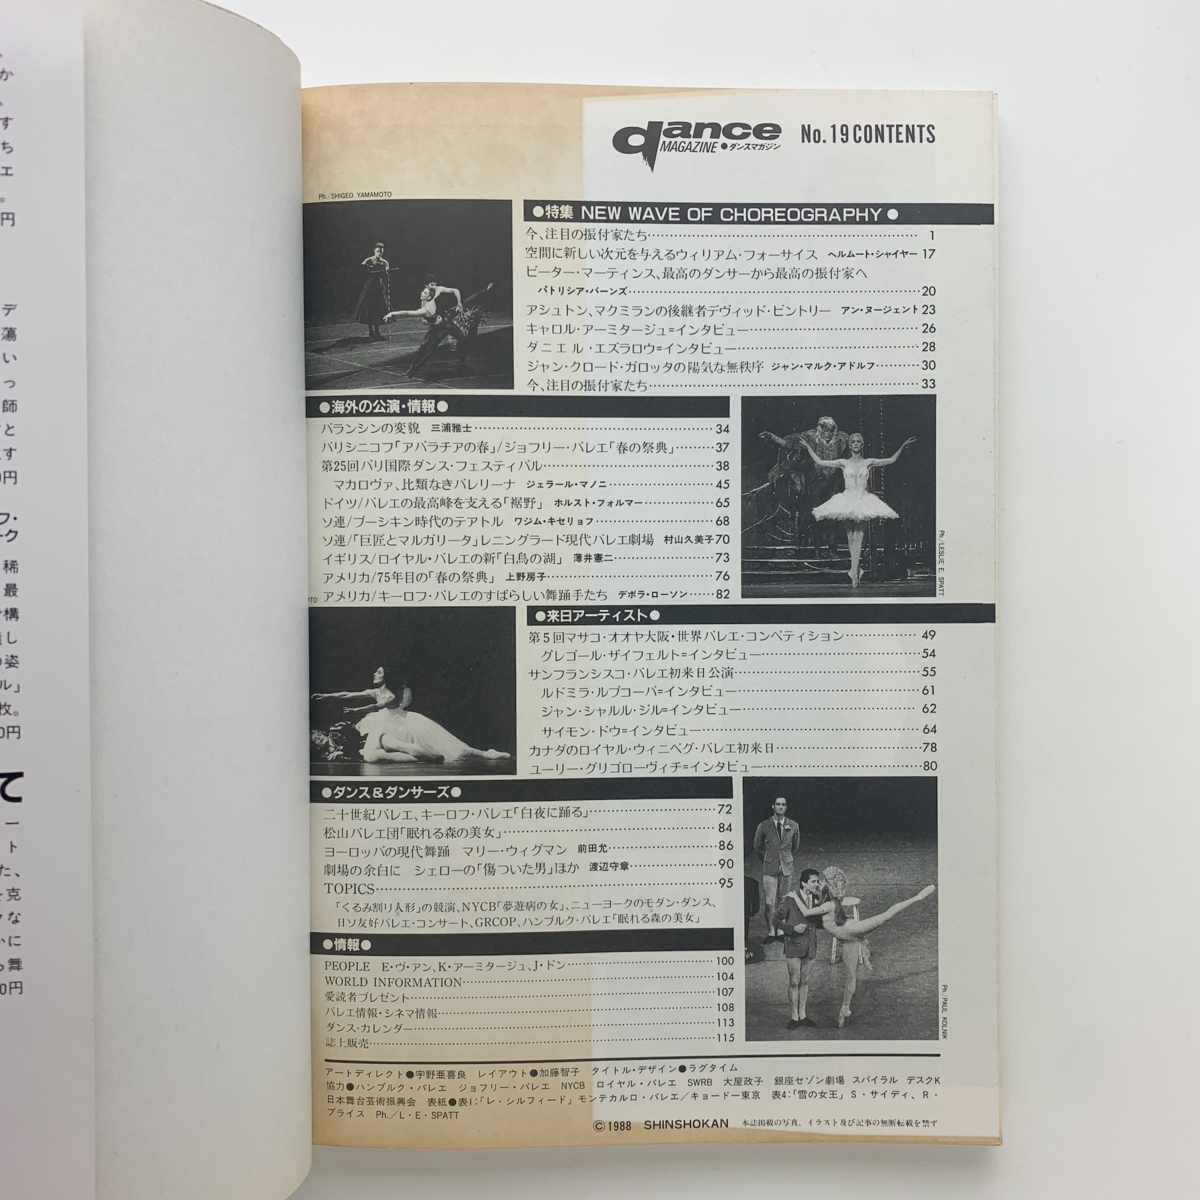 dance MAGAZINE ●ダンスマガジン No.19 CONTENTS
Ph./SHIGEO YAMAMOTO
●特集 NEW WAVE OF CHOREOGRAPHY●
今、注目の振付家たち 1
空間に新しい次元を与えるウィリアム・フォーサイス ヘルムート・シャイヤー 17
ピーター・マーティンス、最高のダンサーから最高の振付家へ
パトリシア・バーンズ 20
アシュトン、マクミランの後継者デヴィッド・ビントリー アン・ヌージェント 23
キャロル・アーミタージュ=インタビュー 26
ダニエル・エズラロウ=インタビュー 28
ジャン・クロード・ガロッタの陽気な無秩序 ジャン・マルク・アドルフ 30
今、注目の振付家たち 33
●海外の公演・情報●
バランシンの変貌 三浦雅士 34
バリシニコフ「アパラチアの春」/ジョフリー・バレエ「春の祭典」 37
第25回パリ国際ダンス・フェスティバル 38
マカロヴァ、比類なきバレリーナ ジェラール・マノニ 45
ドイツ/バレエの最高峰を支える「裾野」 ホルスト・フォルマー 65
ソ連/プーシキン時代のテアトル ワジム・キセリョフ 68
ソ連/「巨匠とマルガリータ」レニングラード現代バレエ劇場 村山久美子 70
イギリス/ロイヤル・バレエの新「白鳥の湖」 薄井憲二 73
アメリカ/75年目の「春の祭典」 上野房子 76
アメリカ/キーロフ・バレエのすばらしい舞踊手たち デボラ・ローソン 82
Ph./LESLIE E. SPATT
●来日アーティスト●
第5回マサコ・オオヤ大阪・世界バレエ・コンペティション 49
グレゴール・ザイフェルト=インタビュー 54
サンフランシスコ・バレエ初来日公演 55
ルドミラ・ルプコーバ=インタビュー 61
ジャン・シャルル・ジル=インタビュー 62
サイモン・ドウ=インタビュー 64
カナダのロイヤル・ウィニペグ・バレエ初来日 78
ユーリー・グリゴローヴィチ=インタビュー 80
●ダンス&ダンサーズ●
二十世紀バレエ、キーロフ・バレエ「白夜に踊る」 72
松山バレエ団「眠れる森の美女」 84
ヨーロッパの現代舞踊 マリー・ウィグマン 前田允 86
劇場の余白に シェローの「傷ついた男」ほか 渡辺守章 90
TOPICS 95
「くるみ割り人形」の競演、NYCB「夢遊病の女」、ニューヨークのモダン・ダンス、
日ソ友好バレエ・コンサート、GRCOP、ハンブルク・バレエ「眠れる森の美女」
●情報●
PEOPLE E・ヴ・アン、K・アーミタージュ、J・ドン 100
WORLD INFORMATION 104
愛読者プレゼント 107
バレエ情報・シネマ情報 108
ダンス・カレンダー 113
誌上販売 115
Ph./PAUL KOLNIK
アートディレクト●宇野亜喜良 レイアウト●加藤智子 タイトル・デザイン●ラグタイム
協力●ハンブルク・バレエ ジョフリー・バレエ NYCB ロイヤル・バレエ SWRB 大屋政子 銀座セゾン劇場 スパイラル デスクK
日本舞台芸術振興会 表紙●表1:「レ・シルフィード」モンテカルロ・バレエ/キョードー東京 表4:「雪の女王」S・サイディ、R・
ブライス Ph./L・E・SPATT
©1988 SHINSHOKAN 本誌掲載の写真、イラスト及び記事の無断転載を禁ず